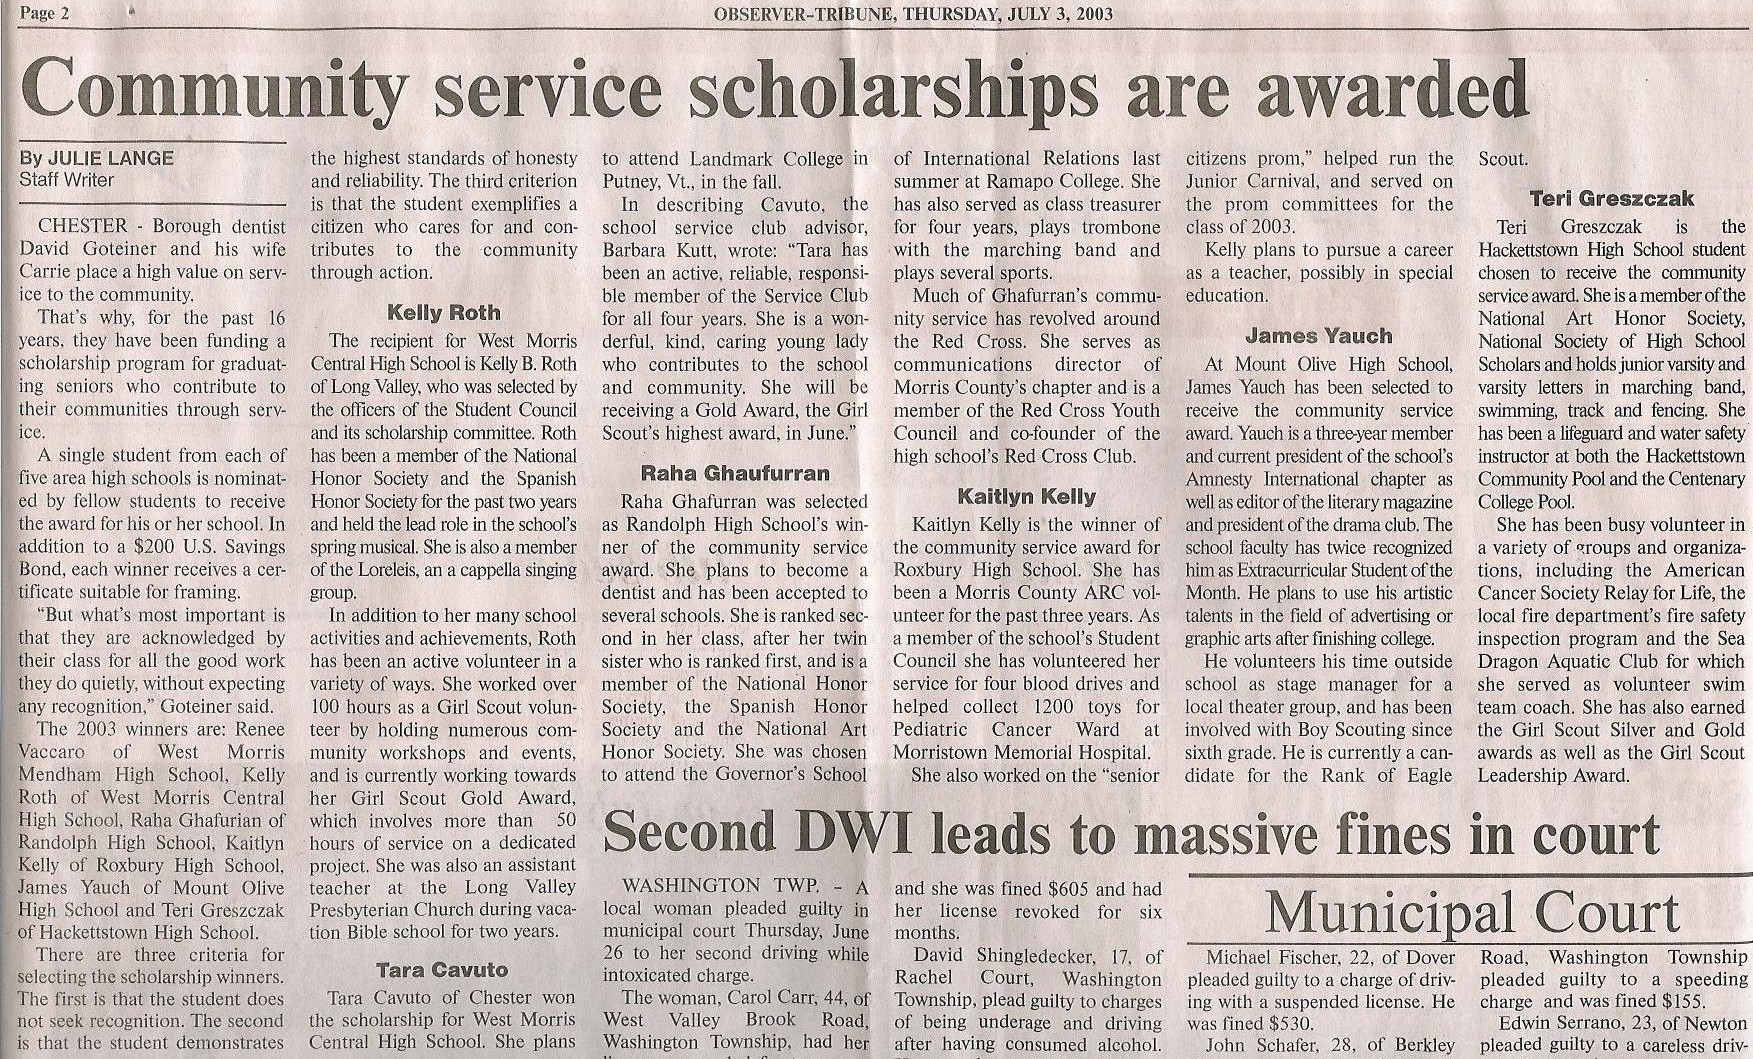 Page 2
OBSERVER-TRIBUNE, THURSDAY, JULY 3, 2003
Community service scholarships are awarded
By JULIE LANGE
Staff Writer
CHESTER - Borough dentist
David Goteiner and his wife
Carrie place a high value on serv-
ice to the community.
That's why, for the past 16
years, they have been funding a
scholarship program for graduat-
ing seniors who contribute to
their communities through serv-
ice.
A single student from each of
five area high schools is nominat-
ed by fellow students to receive
the award for his or her school. In
addition to a $200 U.S. Savings
Bond, each winner receives a cer-
tificate suitable for framing.
"But what's most important is
that they are acknowledged by
their class for all the good work
they do quietly, without expecting
any recognition," Goteiner said.
The 2003 winners are: Renee
Vaccaro of West Morris
Mendham High School, Kelly
Roth of West Morris Central
High School, Raha Ghafurian of
Randolph High School, Kaitlyn
Kelly of Roxbury High School,
James Yauch of Mount Olive
High School and Teri Greszczak
of Hackettstown High School.
There are three criteria for
selecting the scholarship winners.
The first is that the student does
not seek recognition. The second
is that the student demonstrates
the highest standards of honesty
and reliability. The third criterion
is that the student exemplifies a
citizen who cares for and con-
tributes to the community
through action.
Kelly Roth
The recipient for West Morris
Central High School is Kelly B. Roth
of Long Valley, who was selected by
the officers of the Student Council
and its scholarship committee. Roth
has been a member of the National
Honor Society and the Spanish
Honor Society for the past two years
and held the lead role in the school's
spring musical. She is also a member
of the Loreleis, an a cappella singing
group.
In addition to her many school
activities and achievements, Roth
has been an active volunteer in a
variety of ways. She worked over
100 hours as a Girl Scout volun-
teer by holding numerous com-
munity workshops and events,
and is currently working towards
her Girl Scout Gold Award,
which involves more than 50
hours of service on a dedicated
project. She was also an assistant
teacher at the Long Valley
Presbyterian Church during vaca-
tion Bible school for two years.
Tara Cavuto
Tara Cavuto of Chester won
the scholarship for West Morris
Central High School. She plans
to attend Landmark College in
Putney, Vt., in the fall.
In describing Cavuto, the
school service club advisor,
Barbara Kutt, wrote: "Tara has
been an active, reliable, responsi-
ble member of the Service Club
for all four years. She is a won-
derful, kind, caring young lady
who contributes to the school
and community. She will be
receiving a Gold Award, the Girl
Scout's highest award, in June."
Raha Ghaufurran
Raha Ghafurran was selected
as Randolph High School's win-
ner of the community service
award. She plans to become a
dentist and has been accepted to
several schools. She is ranked sec-
ond in her class, after her twin
sister who is ranked first, and is a
member of the National Honor
Society, the Spanish Honor
Society and the National Art
Honor Society. She was chosen
to attend the Governor's School
of International Relations last
summer at Ramapo College. She
has also served as class treasurer
for four years, plays trombone
with the marching band and
plays several sports.
Much of Ghafurran's commu-
nity service has revolved around
the Red Cross. She serves as
communications director of
Morris County's chapter and is a
member of the Red Cross Youth
Council and co-founder of the
high school's Red Cross Club.
Kaitlyn Kelly
Kaitlyn Kelly is the winner of
the community service award for
Roxbury High School. She has
been a Morris County ARC vol-
unteer for the past three years. As
a member of the school's Student
Council she has volunteered her
service for four blood drives and
helped collect 1200 toys for
Pediatric Cancer Ward at
Morristown Memorial Hospital.
She also worked on the "senior
citizens prom," helped run the
Junior Carnival, and served on
the prom committees for the
class of 2003.
Kelly plans to pursue a career
as a teacher, possibly in special
education.
James Yauch
At Mount Olive High School,
James Yauch has been selected to
receive the community service
award. Yauch is a three-year member
and current president of the school's
Amnesty International chapter as
well as editor of the literary magazine
and president of the drama club. The
school faculty has twice recognized
him as Extracurricular Student of the
Month. He plans to use his artistic
talents in the field of advertising or
graphic arts after finishing college.
He volunteers his time outside
school as stage manager for a
local theater group, and has been
involved with Boy Scouting since
sixth grade. He is currently a can-
didate for the Rank of Eagle
Scout.
Teri Greszczak
Teri Greszczak is the
Hackettstown High School student
chosen to receive the community
service award. She is a member of the
National Art Honor Society,
National Society of High School
Scholars and holds junior varsity and
varsity letters in marching band,
swimming, track and fencing. She
has been a lifeguard and water safety
instructor at both the Hackettstown
Community Pool and the Centenary
College Pool.
She has been busy volunteer in
a variety of groups and organiza-
tions, including the American
Cancer Society Relay for Life, the
local fire department's fire safety
inspection program and the Sea
Dragon Aquatic Club for which
she served as volunteer swim
team coach. She has also earned
the Girl Scout Silver and Gold
awards as well as the Girl Scout
Leadership Award.
Second DWI leads to massive fines in court
WASHINGTON TWP. – A
local woman pleaded guilty in
municipal court Thursday, June
26 to her second driving while
intoxicated charge.
The woman, Carol Carr, 44, of
West Valley Brook Road,
Washington Township, had her
and she was fined $605 and had
her license revoked for six
months.
David Shingledecker, 17, of
Rachel Court, Washington
Township, plead guilty to charges
of being underage and driving
after having consumed alcohol.
Municipal Court
Michael Fischer, 22, of Dover
pleaded guilty to a charge of driv-
ing with a suspended license. He
was fined $530.
John Schafer, 28, of Berkley
Road, Washington Township
pleaded guilty to a speeding
charge and was fined $155.
Edwin Serrano, 23, of Newton
pleaded guilty to a careless driv-